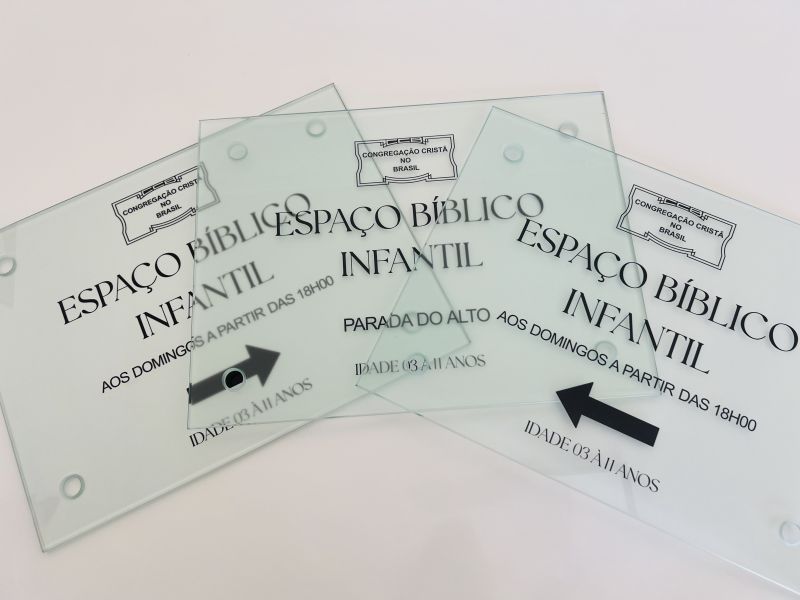 CONGREGAÇÃO CRISTÃ
NO
BRASIL
ESPAÇO BÍBLICO
INFANTIL
AOS DOMINGOS A PARTIR DAS 18H00
IDADE 03 À 11 ANOS
CONGREGAÇÃO CRISTÃ
NO
BRASIL
ESPAÇO BÍBLICO
INFANTIL
PARADA DO ALTO
IDADE 03 À 11 ANOS
CONGREGAÇÃO CRISTÃ
NO
BRASIL
ESPAÇO BÍBLICO
INFANTIL
AOS DOMINGOS A PARTIR DAS 18H00
IDADE 03 À 11 ANOS